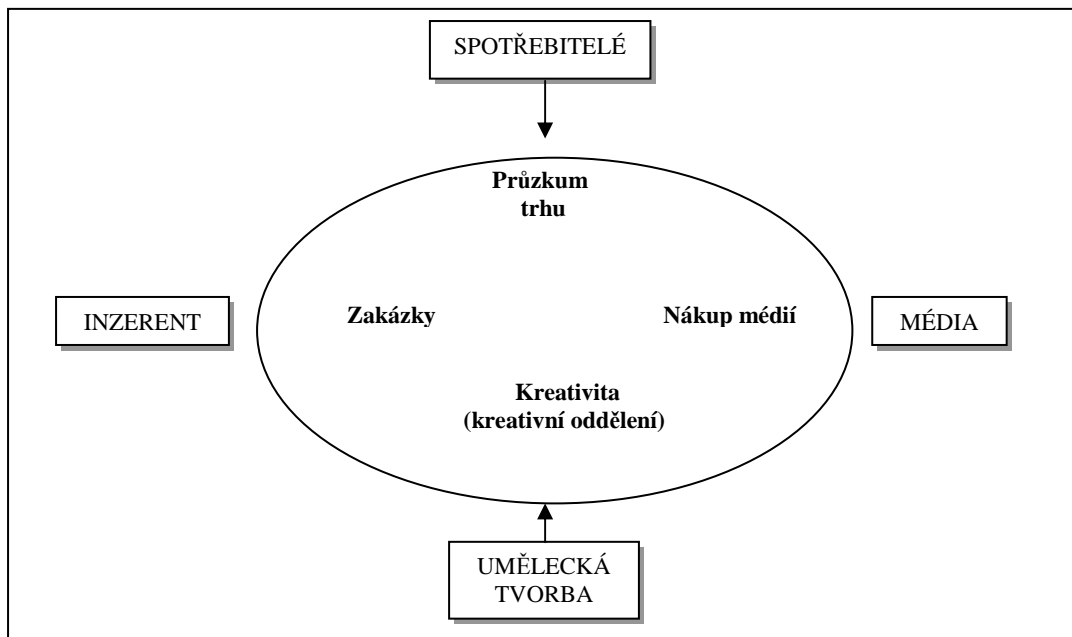 SPOTŘEBITELÉ
Průzkum
trhu
INZERENT
Zakázky
Nákup médií
MÉDIA
Kreativita
(kreativní oddělení)
UMĚLECKÁ
TVORBA